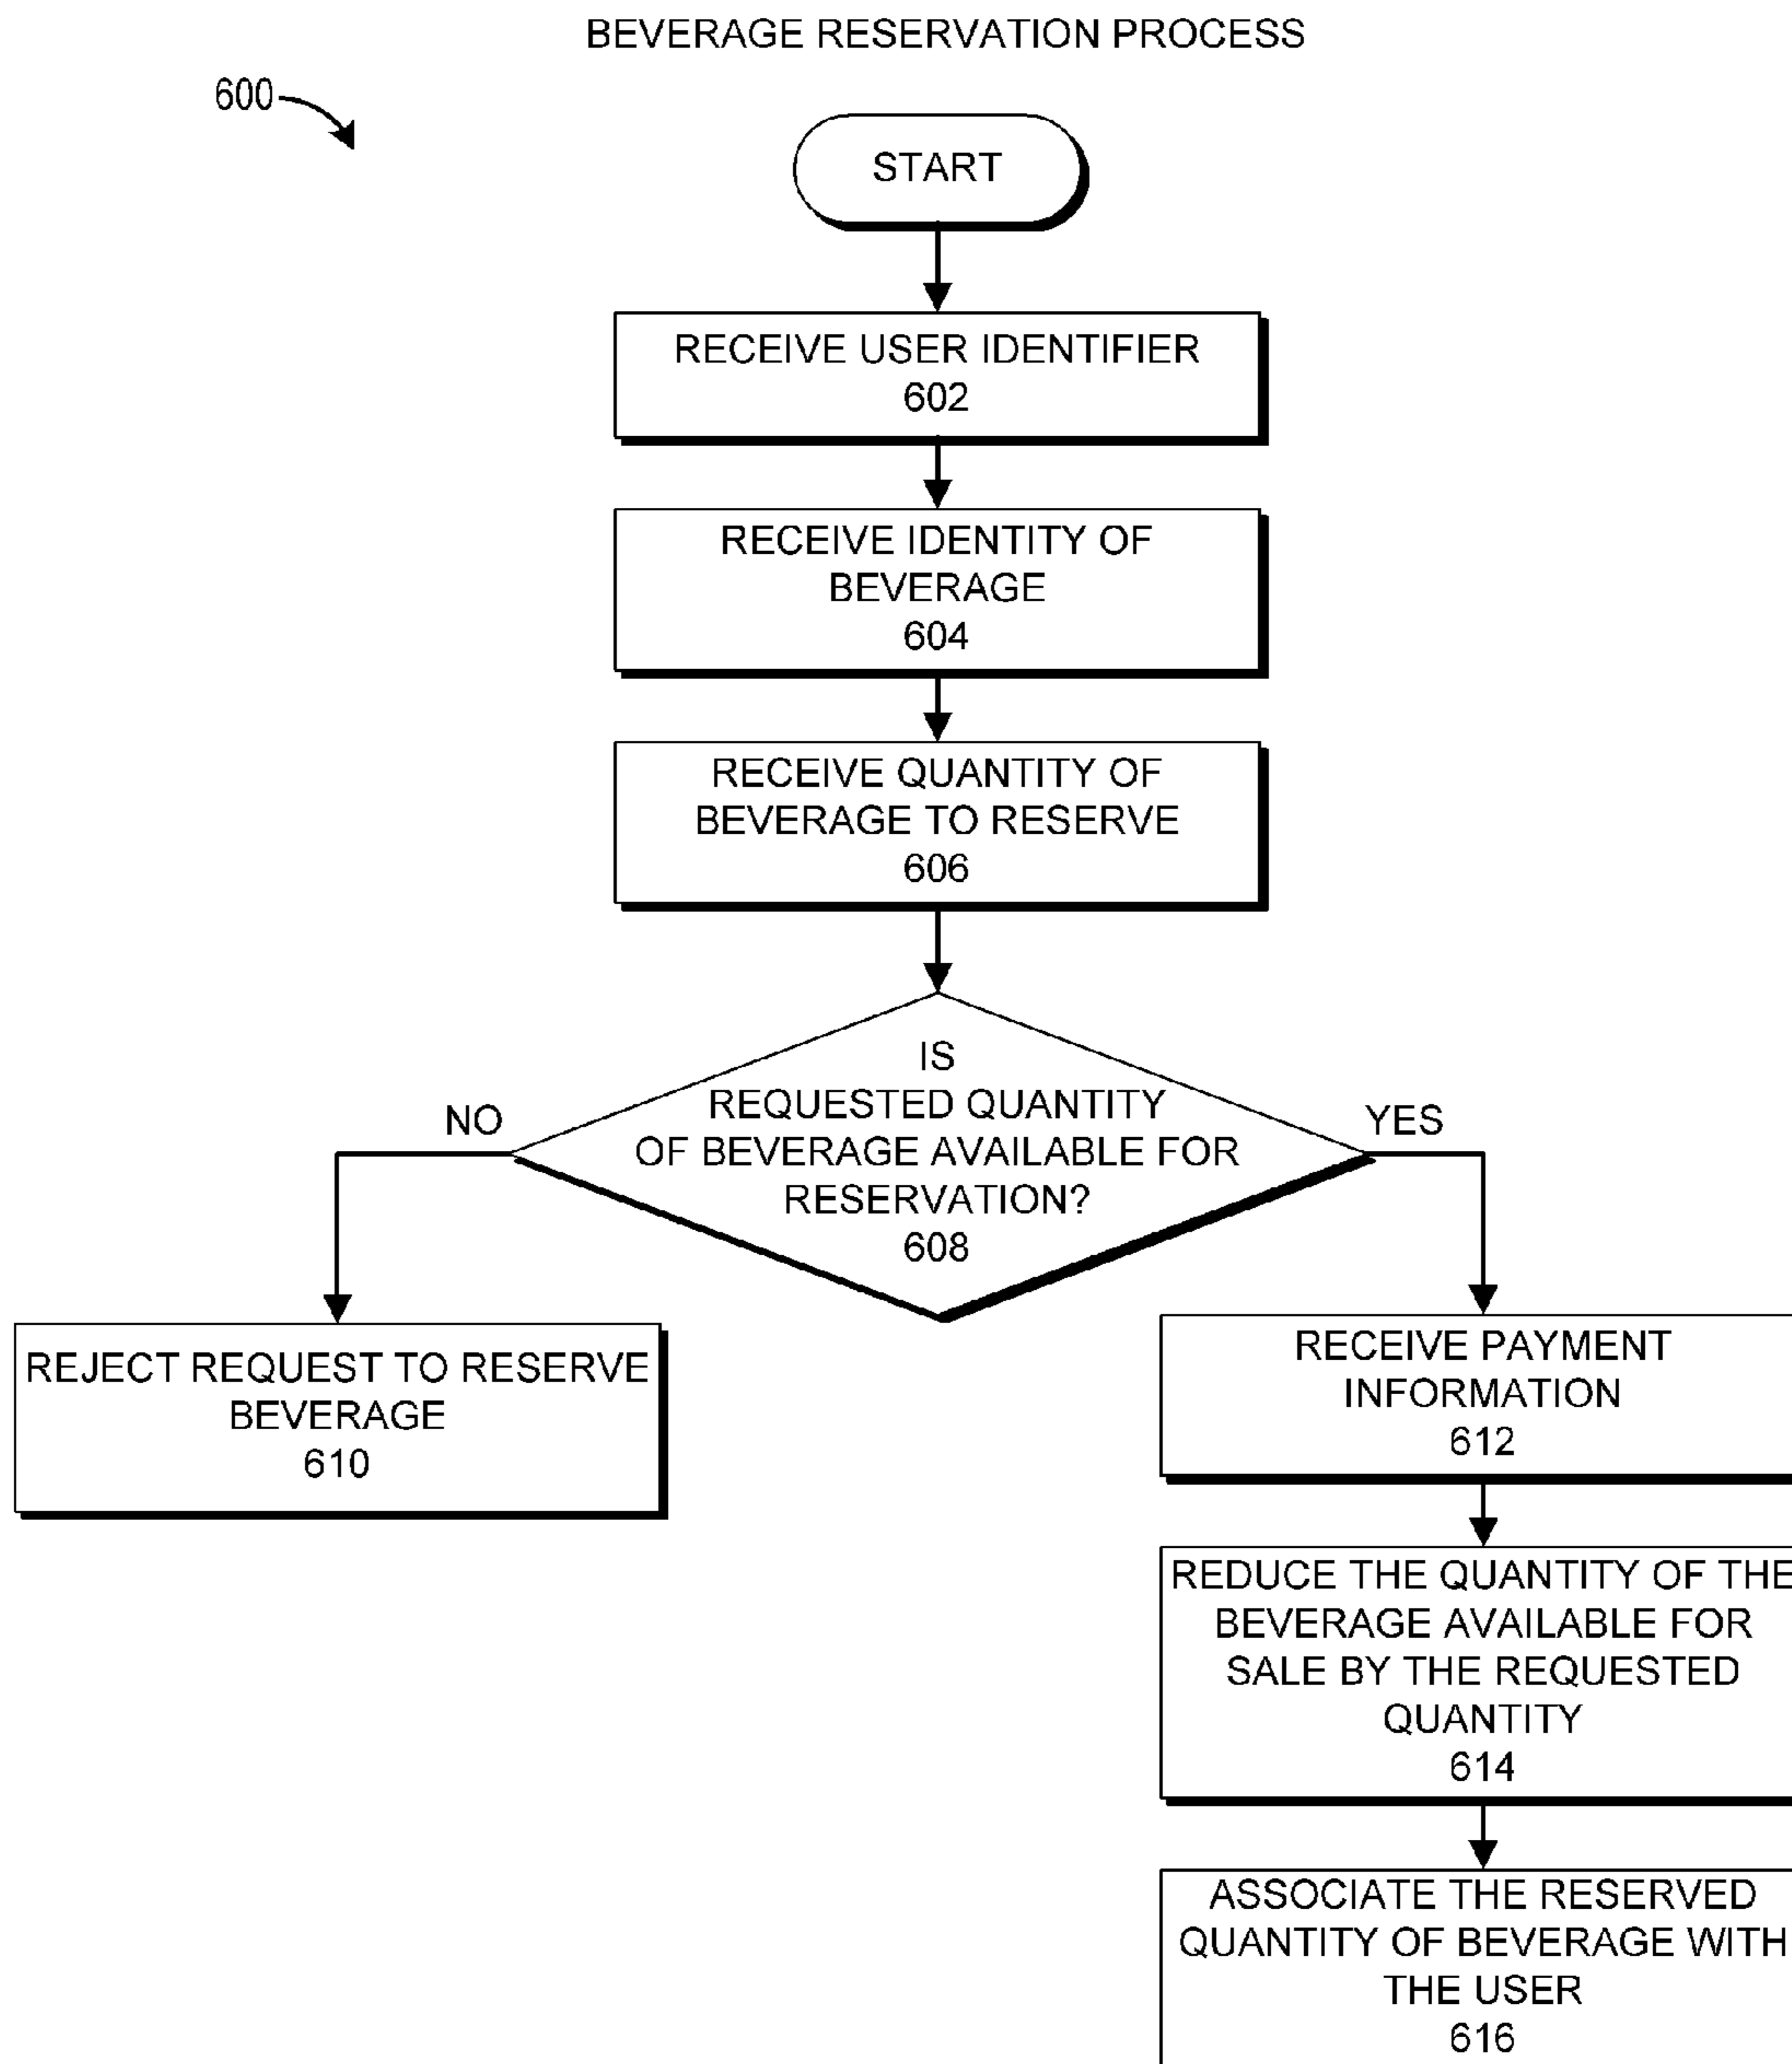 BEVERAGE RESERVATION PROCESS
600
START
RECEIVE USER IDENTIFIER
602
RECEIVE IDENTITY OF
BEVERAGE
604
RECEIVE QUANTITY OF
BEVERAGE TO RESERVE
606
IS
REQUESTED QUANTITY
OF BEVERAGE AVAILABLE FOR
RESERVATION?
608
NO
YES
REJECT REQUEST TO RESERVE
BEVERAGE
610
RECEIVE PAYMENT
INFORMATION
612
REDUCE THE QUANTITY OF THE
BEVERAGE AVAILABLE FOR
SALE BY THE REQUESTED
QUANTITY
614
ASSOCIATE THE RESERVED
QUANTITY OF BEVERAGE WITH
THE USER
616